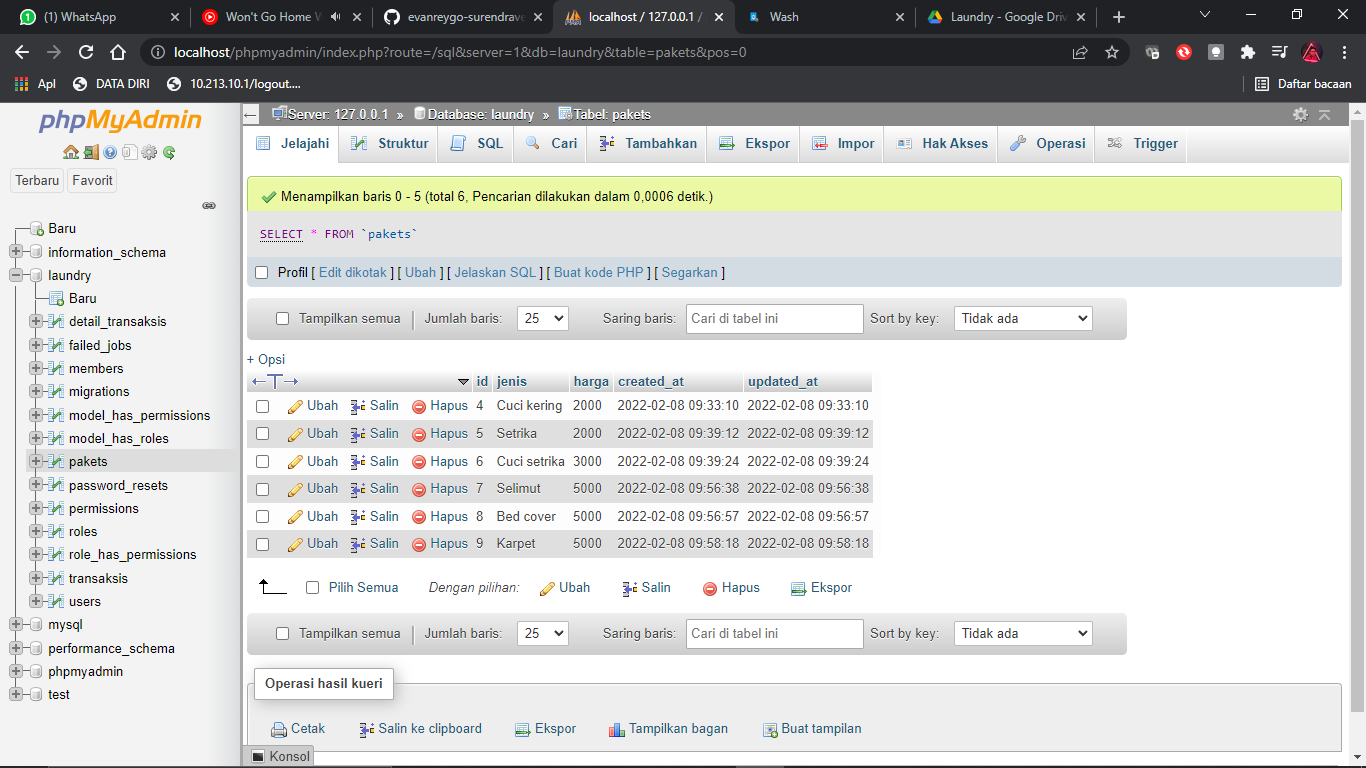 (1) WhatsApp Won't Go Home W evanreygo-surendrave localhost / 127.0.0.1 / Wash Laundry - Google Driv
localhost/phpmyadmin/index.php?route=/sql&server=1&db=laundry&table=pakets&pos=0
Apl DATA DIRI 10.213.10.1/logout.... Daftar bacaan
phpMyAdmin
Terbaru Favorit
Baru
information_schema
laundry
Baru
detail_transaksis
failed_jobs
members
migrations
model_has_permissions
model_has_roles
pakets
password_resets
permissions
roles
role_has_permissions
transaksis
users
mysql
performance_schema
phpmyadmin
test
Server: 127.0.0.1 » Database: laundry » Tabel: pakets
Jelajahi Struktur SQL Cari Tambahkan Ekspor Impor Hak Akses Operasi Trigger
Menampilkan baris 0 - 5 (total 6, Pencarian dilakukan dalam 0,0006 detik.)
SELECT * FROM `pakets`
Profil [ Edit dikotak ] [ Ubah ] [ Jelaskan SQL ] [ Buat kode PHP ] [ Segarkan ]
Tampilkan semua Jumlah baris: 25 Saring baris: Cari di tabel ini Sort by key: Tidak ada
+ Opsi
←T→ id jenis harga created_at updated_at
Ubah Salin Hapus 4 Cuci kering 2000 2022-02-08 09:33:10 2022-02-08 09:33:10
Ubah Salin Hapus 5 Setrika 2000 2022-02-08 09:39:12 2022-02-08 09:39:12
Ubah Salin Hapus 6 Cuci setrika 3000 2022-02-08 09:39:24 2022-02-08 09:39:24
Ubah Salin Hapus 7 Selimut 5000 2022-02-08 09:56:38 2022-02-08 09:56:38
Ubah Salin Hapus 8 Bed cover 5000 2022-02-08 09:56:57 2022-02-08 09:56:57
Ubah Salin Hapus 9 Karpet 5000 2022-02-08 09:58:18 2022-02-08 09:58:18
Pilih Semua Dengan pilihan: Ubah Salin Hapus Ekspor
Tampilkan semua Jumlah baris: 25 Saring baris: Cari di tabel ini Sort by key: Tidak ada
Operasi hasil kueri
Cetak Salin ke clipboard Ekspor Tampilkan bagan Buat tampilan
Konsol